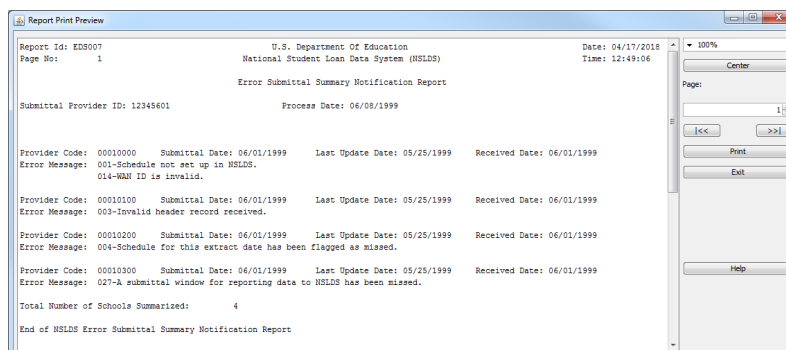 Report Print Preview
Report Id: EDS007 U.S. Department Of Education Date: 04/17/2018
Page No: 1 National Student Loan Data System (NSLDS) Time: 12:49:06
Error Submittal Summary Notification Report
Submittal Provider ID: 12345601 Process Date: 06/08/1999
Provider Code: 00010000 Submittal Date: 06/01/1999 Last Update Date: 05/25/1999 Received Date: 06/01/1999
Error Message: 001-Schedule not set up in NSLDS.
014-WAN ID is invalid.
Provider Code: 00010100 Submittal Date: 06/01/1999 Last Update Date: 05/25/1999 Received Date: 06/01/1999
Error Message: 003-Invalid header record received.
Provider Code: 00010200 Submittal Date: 06/01/1999 Last Update Date: 05/25/1999 Received Date: 06/01/1999
Error Message: 004-Schedule for this extract date has been flagged as missed.
Provider Code: 00010300 Submittal Date: 06/01/1999 Last Update Date: 05/25/1999 Received Date: 06/01/1999
Error Message: 027-A submittal window for reporting data to NSLDS has been missed.
Total Number of Schools Summarized: 4
End of NSLDS Error Submittal Summary Notification Report
100%
Center
Page:
1
|<< >>|
Print
Exit
Help